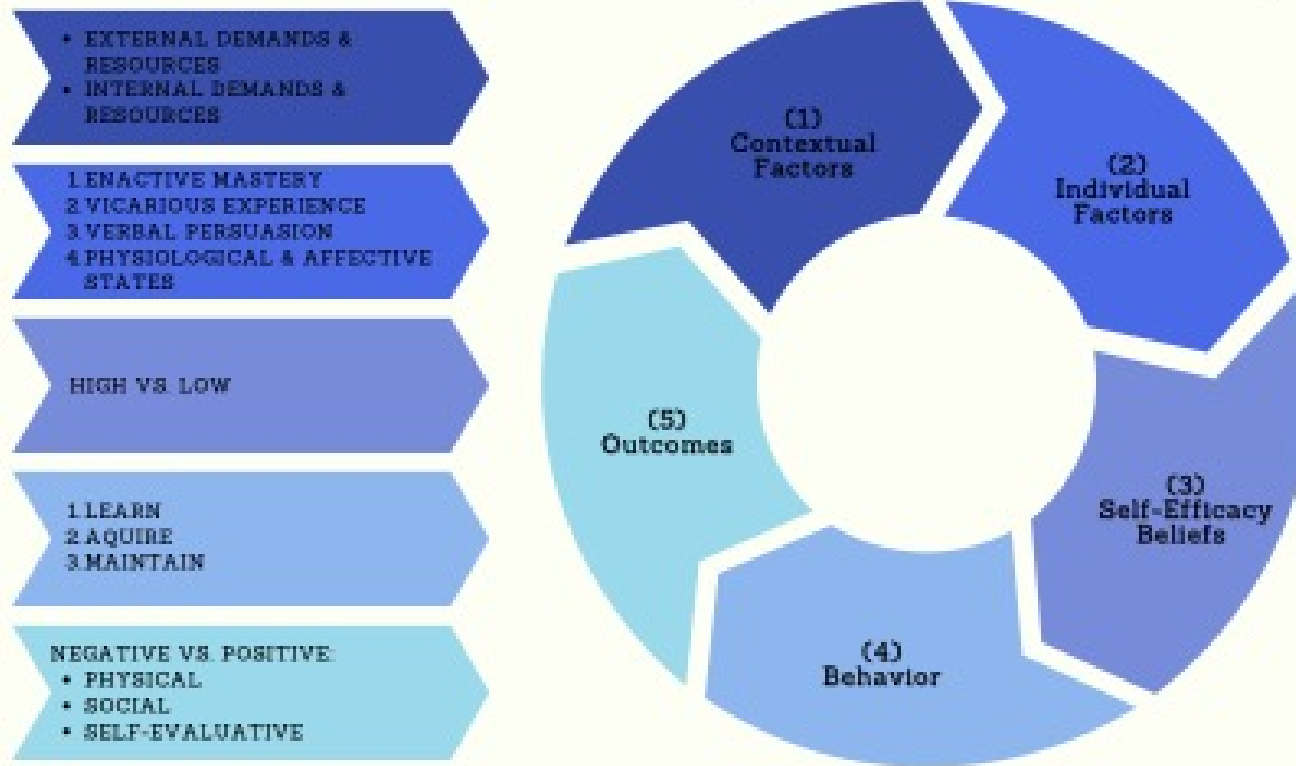 • EXTERNAL DEMANDS &
RESOURCES
• INTERNAL DEMANDS &
RESOURCES
1. ENACTIVE MASTERY
2. VICARIOUS EXPERIENCE
3. VERBAL PERSUASION
4. PHYSIOLOGICAL & AFFECTIVE
STATES
HIGH VS. LOW
1. LEARN
2. AQUIRE
3. MAINTAIN
NEGATIVE VS. POSITIVE:
• PHYSICAL
• SOCIAL
• SELF-EVALUATIVE
(1)
Contextual
Factors
(2)
Individual
Factors
(3)
Self-Efficacy
Beliefs
(4)
Behavior
(5)
Outcomes